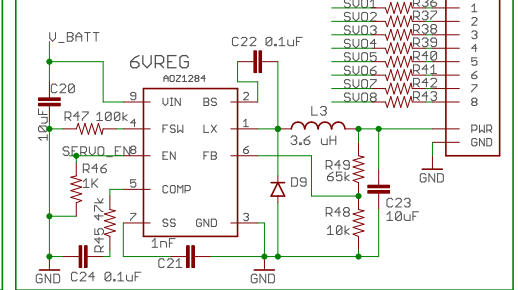 SVO1 R36 1
SVO2 R37 2
SVO3 R38 3
SVO4 R39 4
SVO5 R40 5
SVO6 R41 6
SVO7 R42 7
SVO8 R43 8
V_BATT
C22 0.1uF
6VREG
AOZ1284
C20
10uF
9 VIN BS 2
R47 100k
4 FSW LX 1
L3
3.6 uH
PWR
GND
SERVO_EN 8 EN FB 6
R46
1K
R49
65k
GND
5 COMP
D9
C23
10uF
R45 47k
R48
10k
7 SS GND 3
1nF
C21
GND
C24 0.1uF
GND